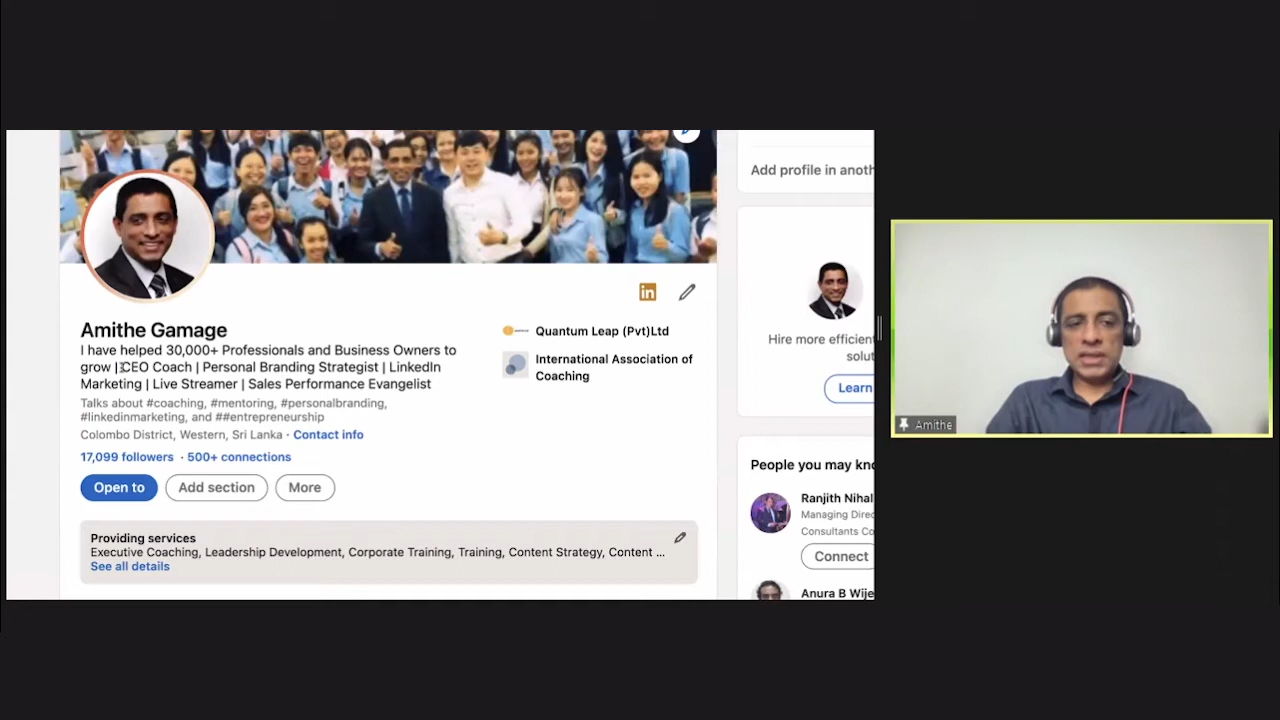 Add profile in anoth
in
Amithe Gamage
I have helped 30,000+ Professionals and Business Owners to
grow | CEO Coach | Personal Branding Strategist | LinkedIn
Marketing | Live Streamer | Sales Performance Evangelist
Talks about #coaching, #mentoring, #personalbranding,
#linkedinmarketing, and ##entrepreneurship
Colombo District, Western, Sri Lanka · Contact info
17,099 followers · 500+ connections
Open to
Add section
More
Quantum Leap (Pvt)Ltd
International Association of
Coaching
Providing services
Executive Coaching, Leadership Development, Corporate Training, Training, Content Strategy, Content ...
See all details
Hire more efficient
solut
Learn
People you may kno
Ranjith Nihal
Managing Direc
Consultants Co
Connect
Anura B Wije
Amithe